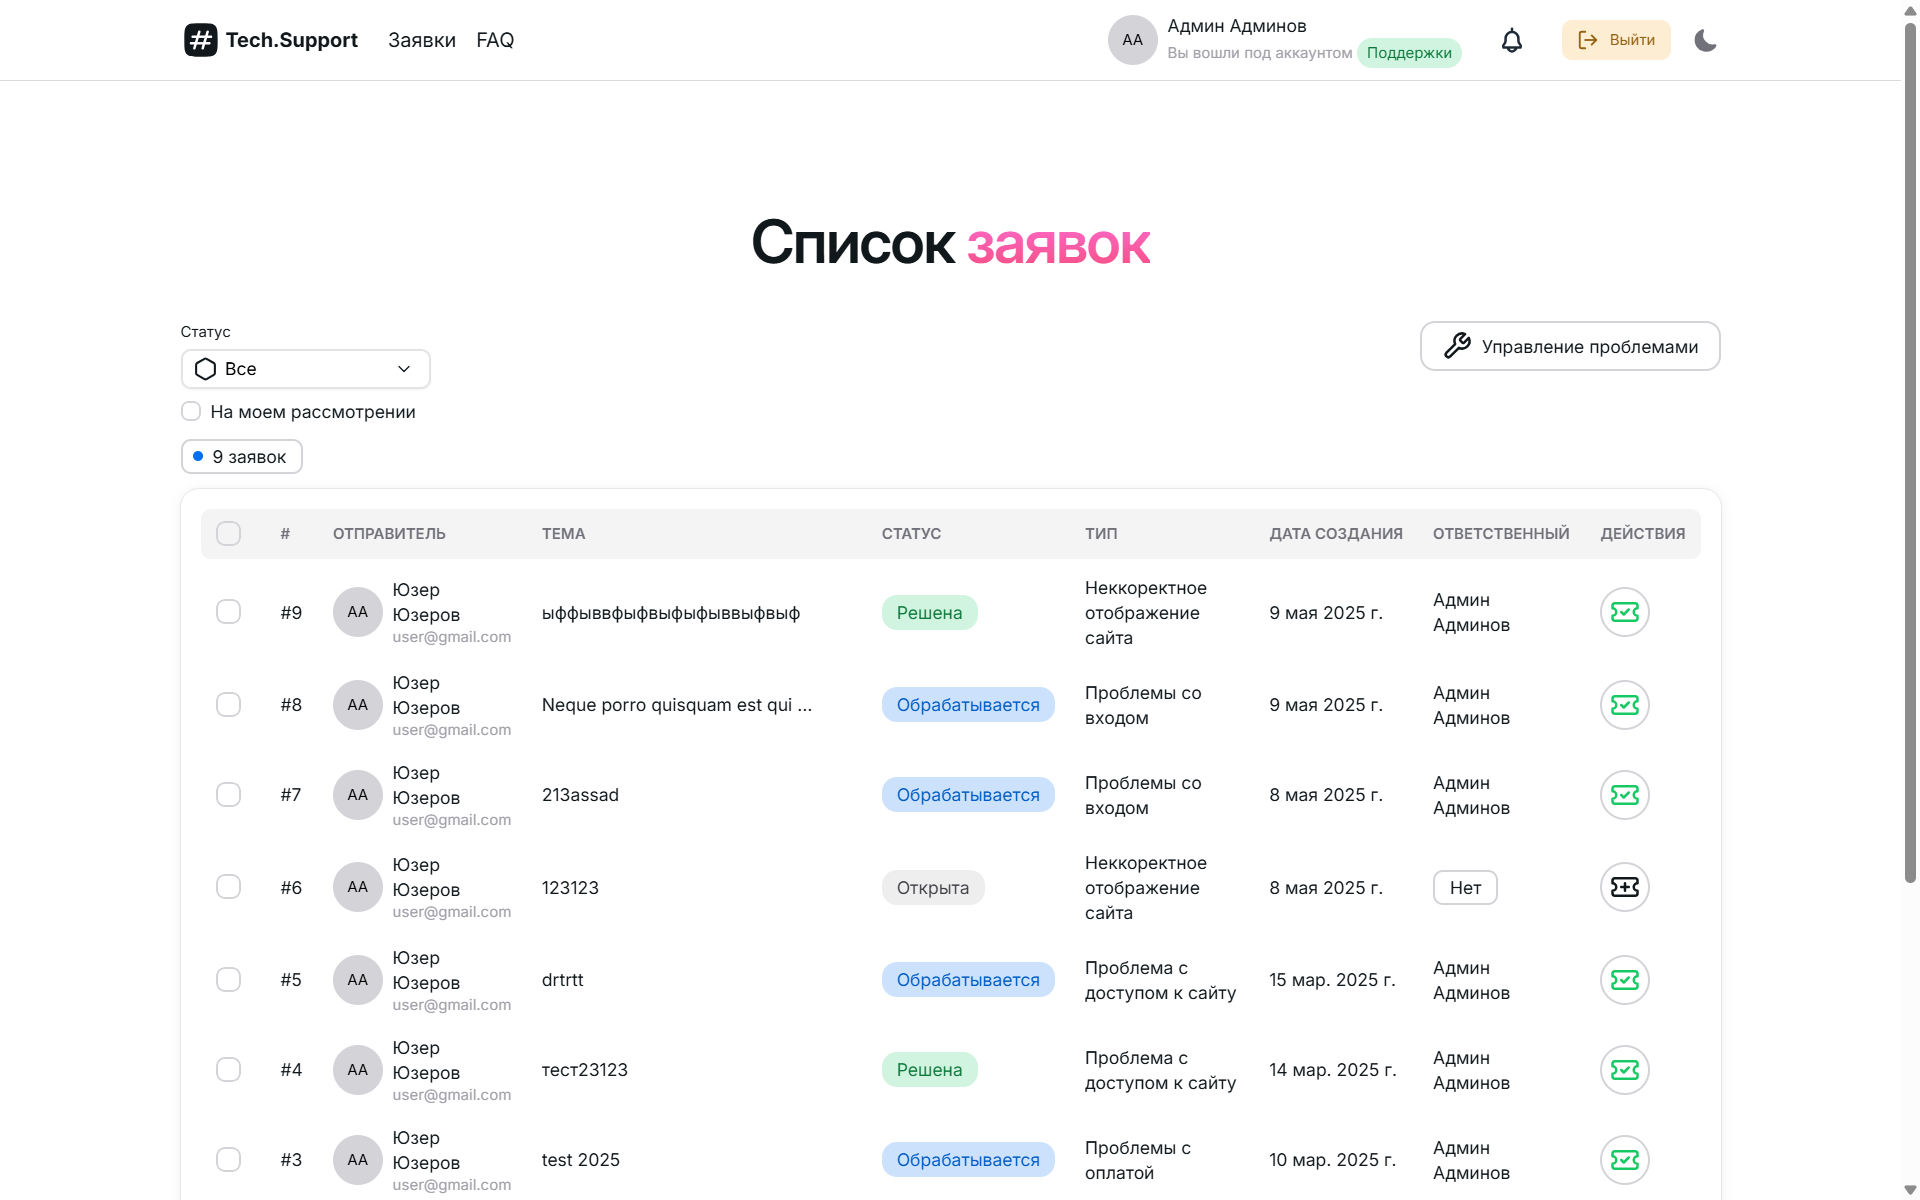 Tech.Support
Заявки
FAQ
AA
Админ Админов
Вы вошли под аккаунтом Поддержки
Выйти
Список заявок
Статус
Все
Управление проблемами
На моем рассмотрении
9 заявок
# ОТПРАВИТЕЛЬ ТЕМА СТАТУС ТИП ДАТА СОЗДАНИЯ ОТВЕТСТВЕННЫЙ ДЕЙСТВИЯ
#9
AA
Юзер
Юзеров
user@gmail.com
ыффыввфыфвыфыфыввыфвыф
Решена
Неккоректное
отображение
сайта
9 мая 2025 г.
Админ
Админов
#8
AA
Юзер
Юзеров
user@gmail.com
Neque porro quisquam est qui ...
Обрабатывается
Проблемы со
входом
9 мая 2025 г.
Админ
Админов
#7
AA
Юзер
Юзеров
user@gmail.com
213assad
Обрабатывается
Проблемы со
входом
8 мая 2025 г.
Админ
Админов
#6
AA
Юзер
Юзеров
user@gmail.com
123123
Открыта
Неккоректное
отображение
сайта
8 мая 2025 г.
Нет
#5
AA
Юзер
Юзеров
user@gmail.com
drtrtt
Обрабатывается
Проблема с
доступом к сайту
15 мар. 2025 г.
Админ
Админов
#4
AA
Юзер
Юзеров
user@gmail.com
тест23123
Решена
Проблема с
доступом к сайту
14 мар. 2025 г.
Админ
Админов
#3
AA
Юзер
Юзеров
user@gmail.com
test 2025
Обрабатывается
Проблемы с
оплатой
10 мар. 2025 г.
Админ
Админов